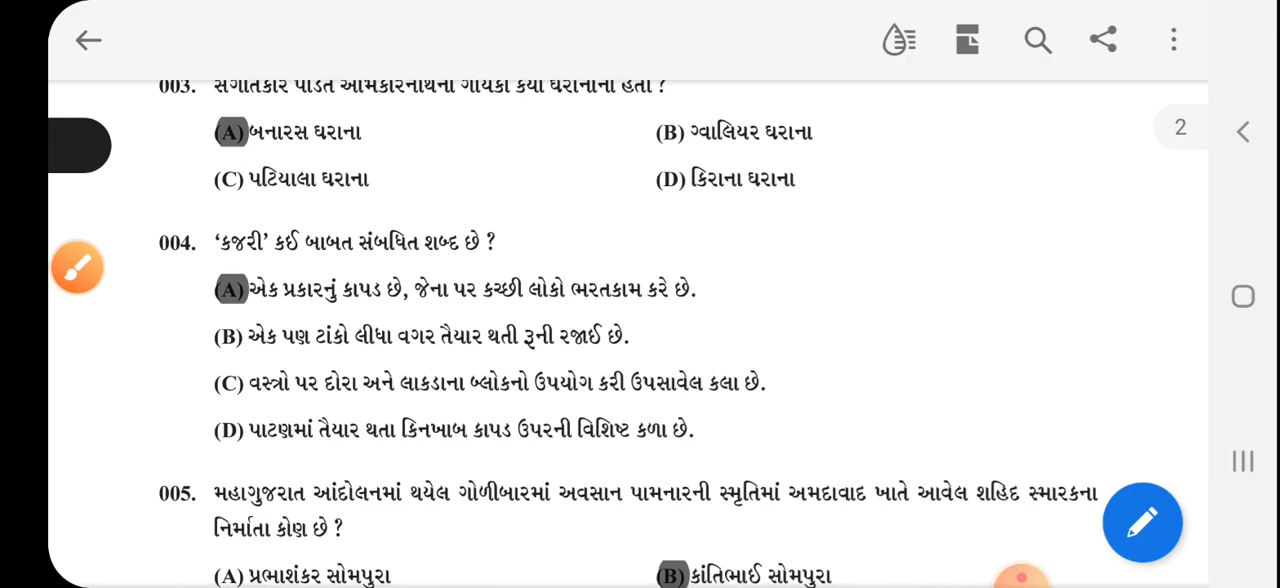 003. સંગીતકાર પંડિત ઓમકારનાથની ગાયકી કયા ઘરાનાની હતી ?
(A) બનારસ ઘરાના (B) ગ્વાલિયર ઘરાના
2
(C) પટિયાલા ઘરાના (D) કિરાના ઘરાના
004. ‘કજરી’ કઈ બાબત સંબધિત શબ્દ છે ?
(A) એક પ્રકારનું કાપડ છે, જેના પર કચ્છી લોકો ભરતકામ કરે છે.
(B) એક પણ ટાંકો લીધા વગર તૈયાર થતી રૂની રજાઈ છે.
(C) વસ્ત્રો પર દોરા અને લાકડાના બ્લોકનો ઉપયોગ કરી ઉપસાવેલ કલા છે.
(D) પાટણમાં તૈયાર થતા કિનખાબ કાપડ ઉપરની વિશિષ્ટ કળા છે.
005. મહાગુજરાત આંદોલનમાં થયેલ ગોળીબારમાં અવસાન પામનારની સ્મૃતિમાં અમદાવાદ ખાતે આવેલ શહિદ સ્મારકના
નિર્માતા કોણ છે ?
(A) પ્રભાશંકર સોમપુરા (B) કાંતિભાઈ સોમપુરા